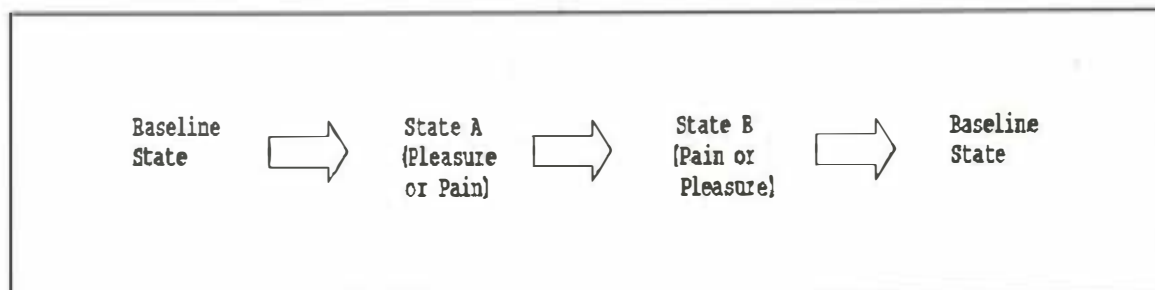 Baseline
State
State A
(Pleasure
or Pain)
State B
(Pain or
Pleasure)
Baseline
State